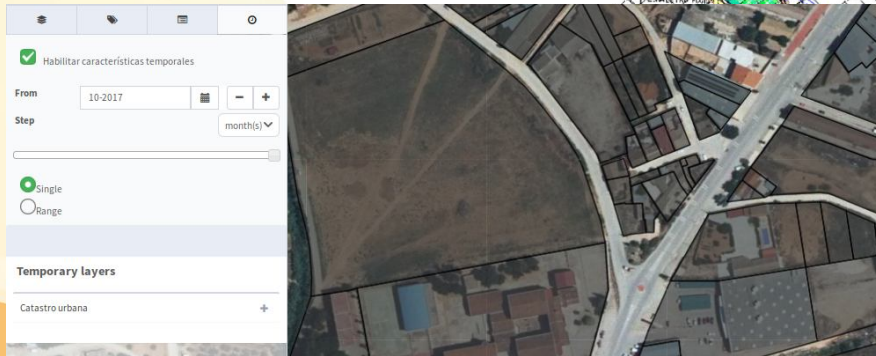 Habilitar características temporales
From
10-2017
Step
month(s)
Single
Range
Temporary layers
Catastro urbana